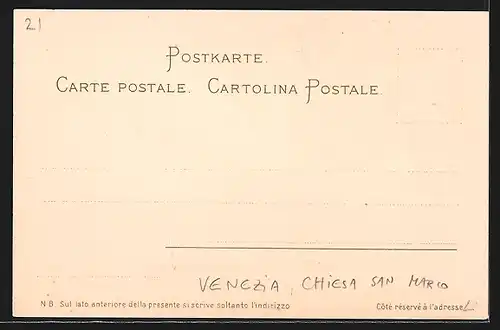 21
POSTKARTE.
CARTE POSTALE. CARTOLINA POSTALE.
VENEZIA, CHIESA SAN MARCO
N B. Sul lato anteriore della presente si scrive soltanto l'indirizzo
Côté réservé à l'adresse